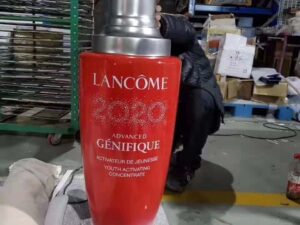 LANCÔME
2020
ADVANCED
GÉNIFIQUE
ACTIVATEUR DE JEUNESSE
YOUTH ACTIVATING
CONCENTRATE